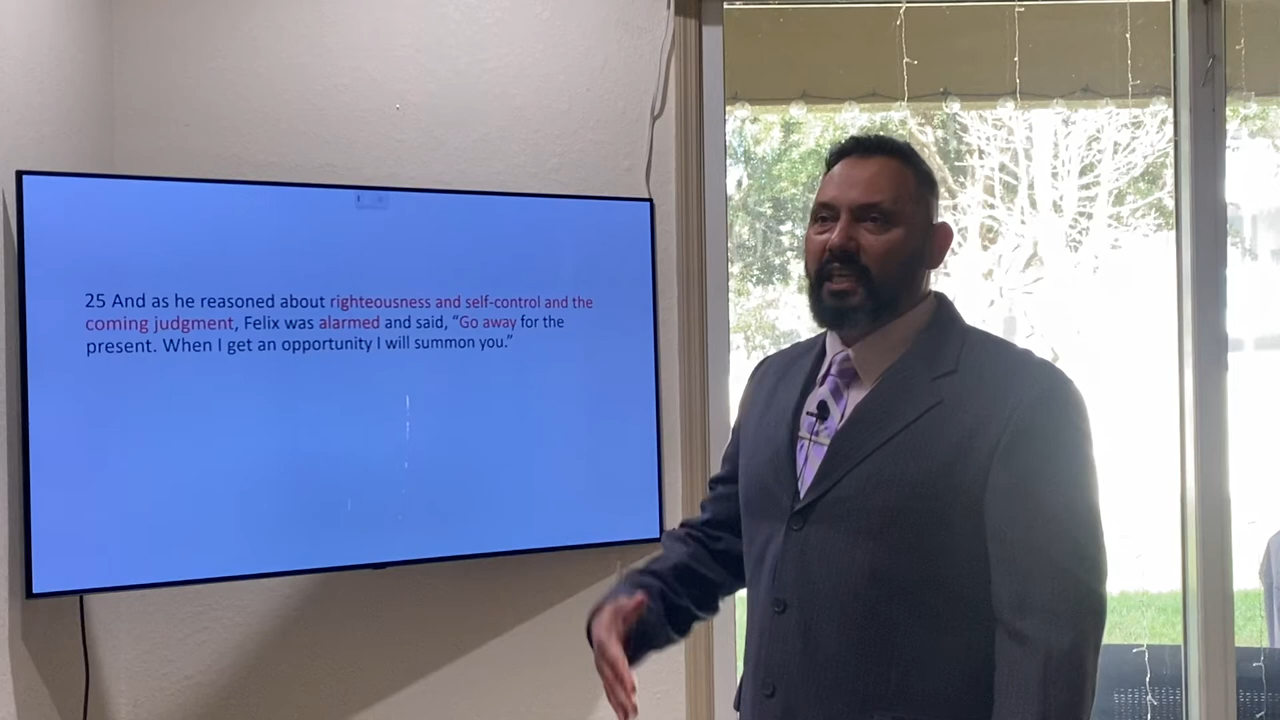 25 And as he reasoned about righteousness and self-control and the
coming judgment, Felix was alarmed and said, “Go away for the
present. When I get an opportunity I will summon you.”